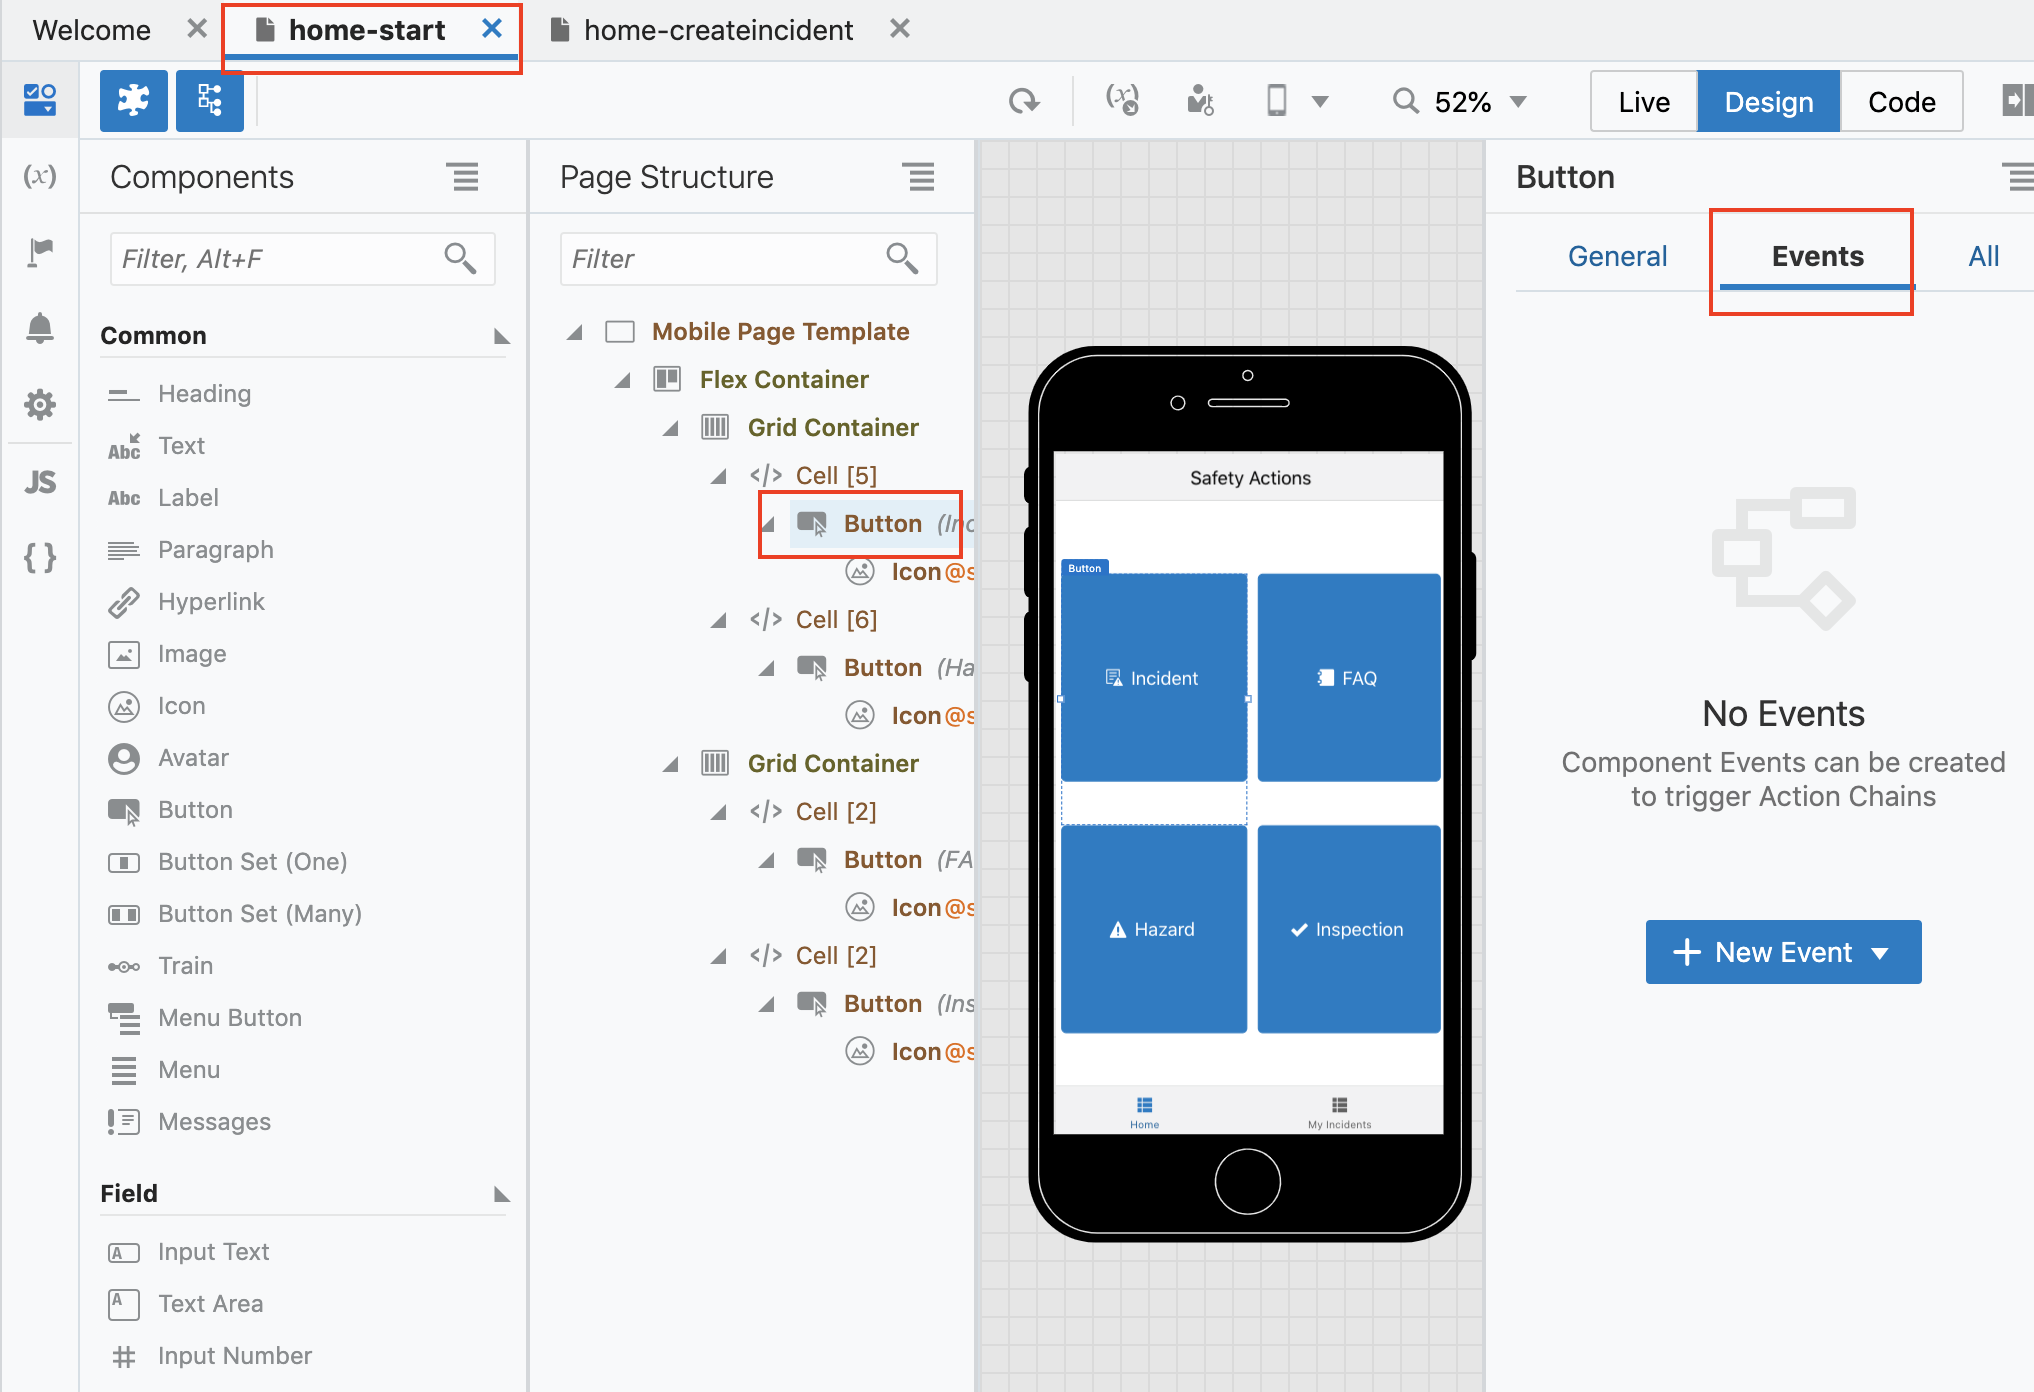 Welcome
home-start
home-createincident
52%
Live
Design
Code
(x)
JS
{ }
Components
Filter, Alt+F
Common
Heading
Abc Text
Abc Label
Paragraph
Hyperlink
Image
Icon
Avatar
Button
Button Set (One)
Button Set (Many)
Train
Menu Button
Menu
Messages
Field
Input Text
Text Area
Input Number
Page Structure
Filter
Mobile Page Template
Flex Container
Grid Container
</> Cell [5]
Button (Inc
Icon@s
</> Cell [6]
Button (Ha
Icon@s
Grid Container
</> Cell [2]
Button (FA
Icon@s
</> Cell [2]
Button (Ins
Icon@s
Safety Actions
Button
Incident
FAQ
Hazard
Inspection
Home
My Incidents
Button
General
Events
All
No Events
Component Events can be created
to trigger Action Chains
+ New Event